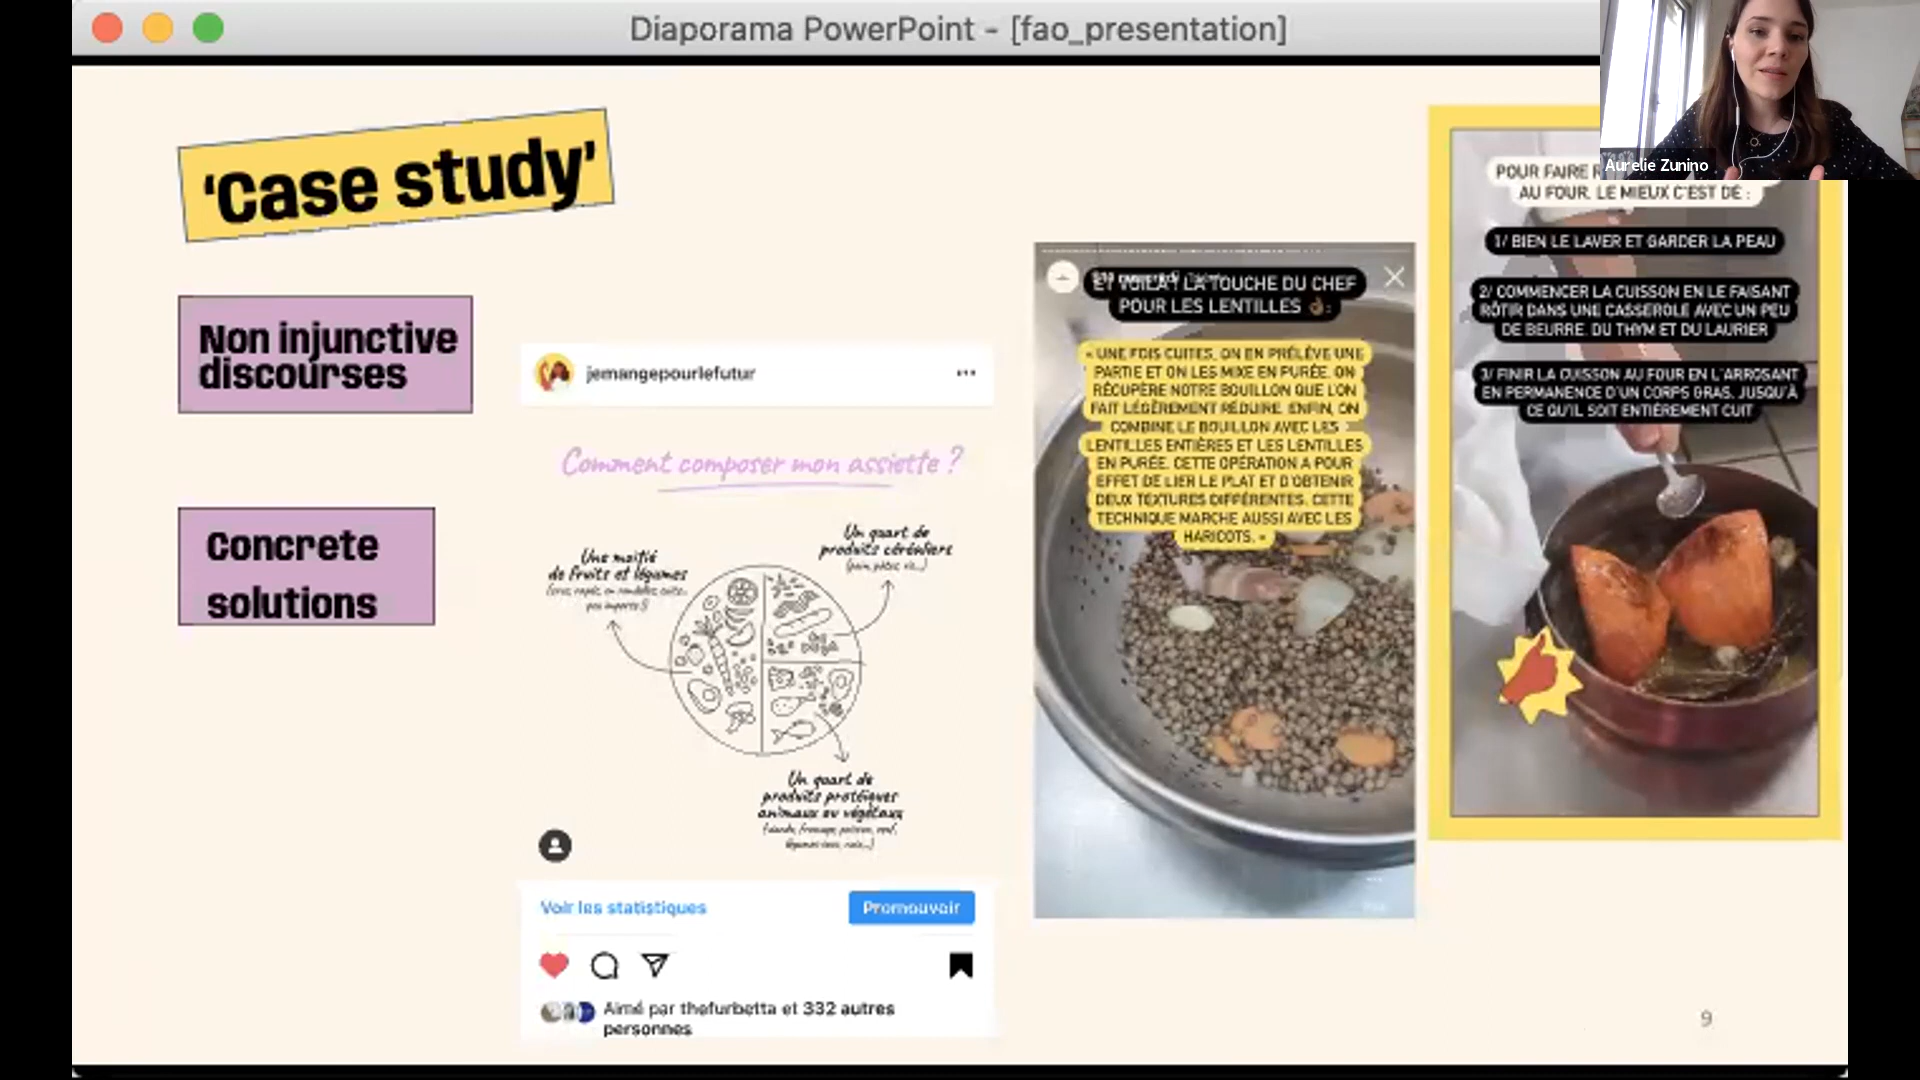 Diaporama PowerPoint - [fao_presentation]
Aurelie Zunino
‘Case study’
Non injunctive
discourses
Concrete
solutions
jemangepourlefutur
Comment composer mon assiette ?
Une moitié
de fruits et légumes
Un quart de
produits céréaliers
(pain, pâtes, riz...)
Un quart de
produits protéiques
animaux ou végétaux
(viande, fromage, poisson, oeuf,
Voir les statistiques
Promouvoir
Aimé par thefurbetta et 332 autres
personnes
ET VOILA ! LA TOUCHE DU CHEF
POUR LES LENTILLES 👌🏾:
« UNE FOIS CUITES, ON EN PRÉLÈVE UNE
PARTIE ET ON LES MIXE EN PURÉE. ON
RÉCUPÈRE NOTRE BOUILLON QUE L'ON
FAIT LÉGÈREMENT RÉDUIRE. ENFIN, ON
COMBINE LE BOUILLON AVEC LES
LENTILLES ENTIÈRES ET LES LENTILLES
EN PURÉE. CETTE OPÉRATION A POUR
EFFET DE LIER LE PLAT ET D'OBTENIR
DEUX TEXTURES DIFFÉRENTES. CETTE
TECHNIQUE MARCHE AUSSI AVEC LES
HARICOTS. »
POUR FAIRE
AU FOUR, LE MIEUX C'EST DE :
1/ BIEN LE LAVER ET GARDER LA PEAU
2/ COMMENCER LA CUISSON EN LE FAISANT
RÔTIR DANS UNE CASSEROLE AVEC UN PEU
DE BEURRE, DU THYM ET DU LAURIER
3/ FINIR LA CUISSON AU FOUR EN L'ARROSANT
EN PERMANENCE D'UN CORPS GRAS, JUSQU'À
CE QU'IL SOIT ENTIÈREMENT CUIT
9